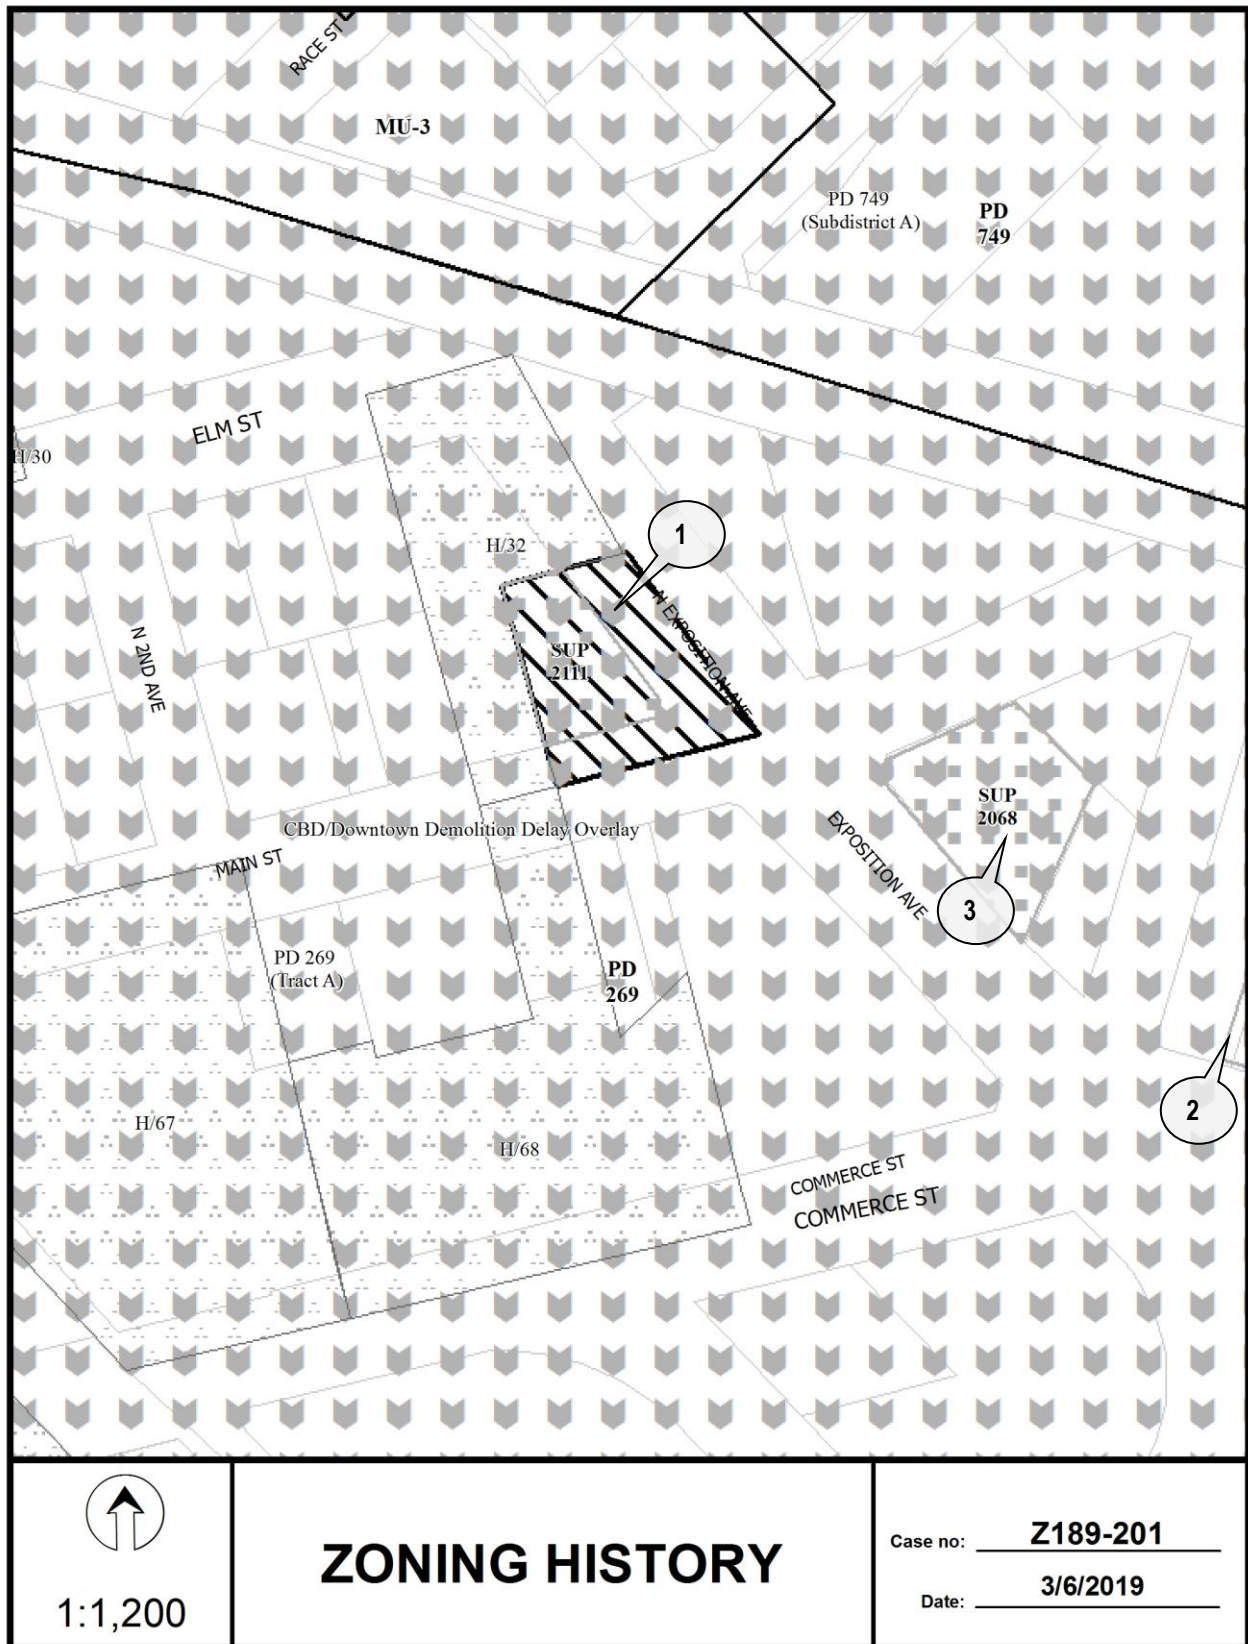 RACE ST
MU-3
PD 749
(Subdistrict A)
PD
749
ELM ST
H/30
H/32
1
N EXPOSITION AVE
SUP
2111
N 2ND AVE
SUP
2068
CBD/Downtown Demolition Delay Overlay
EXPOSITION AVE
MAIN ST
3
PD 269
(Tract A)
PD
269
2
H/67
H/68
COMMERCE ST
COMMERCE ST
1:1,200
ZONING HISTORY
Case no: Z189-201
Date: 3/6/2019